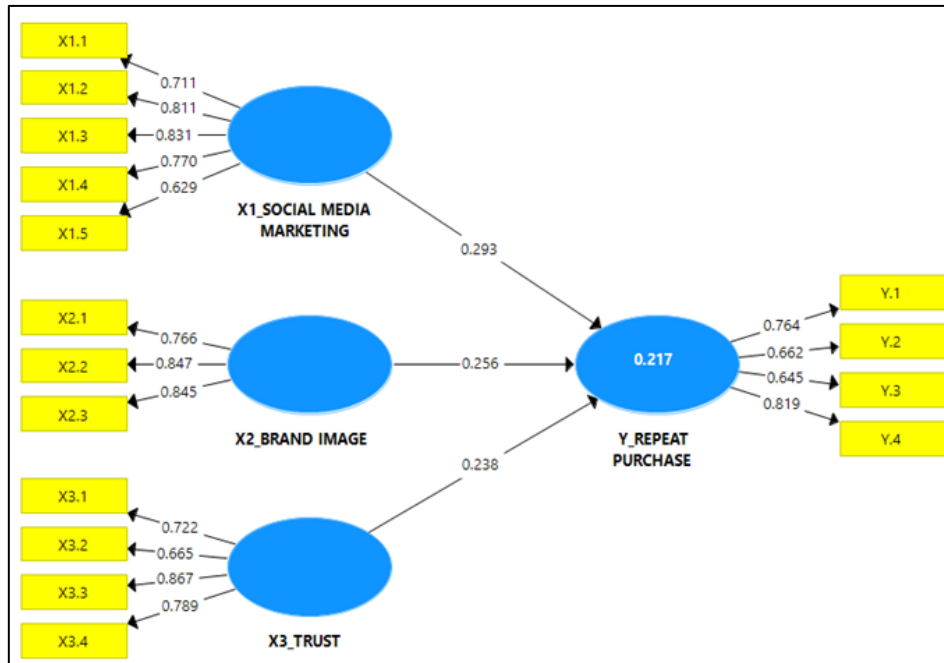 X1.1
X1.2
X1.3
X1.4
X1.5
0.711
0.811
0.831
0.770
0.629
X1_SOCIAL MEDIA
MARKETING
0.293
X2.1
X2.2
X2.3
0.766
0.847
0.845
X2_BRAND IMAGE
0.256
X3.1
X3.2
X3.3
X3.4
0.722
0.665
0.867
0.789
X3_TRUST
0.238
0.217
Y_REPEAT
PURCHASE
0.764
0.662
0.645
0.819
Y.1
Y.2
Y.3
Y.4